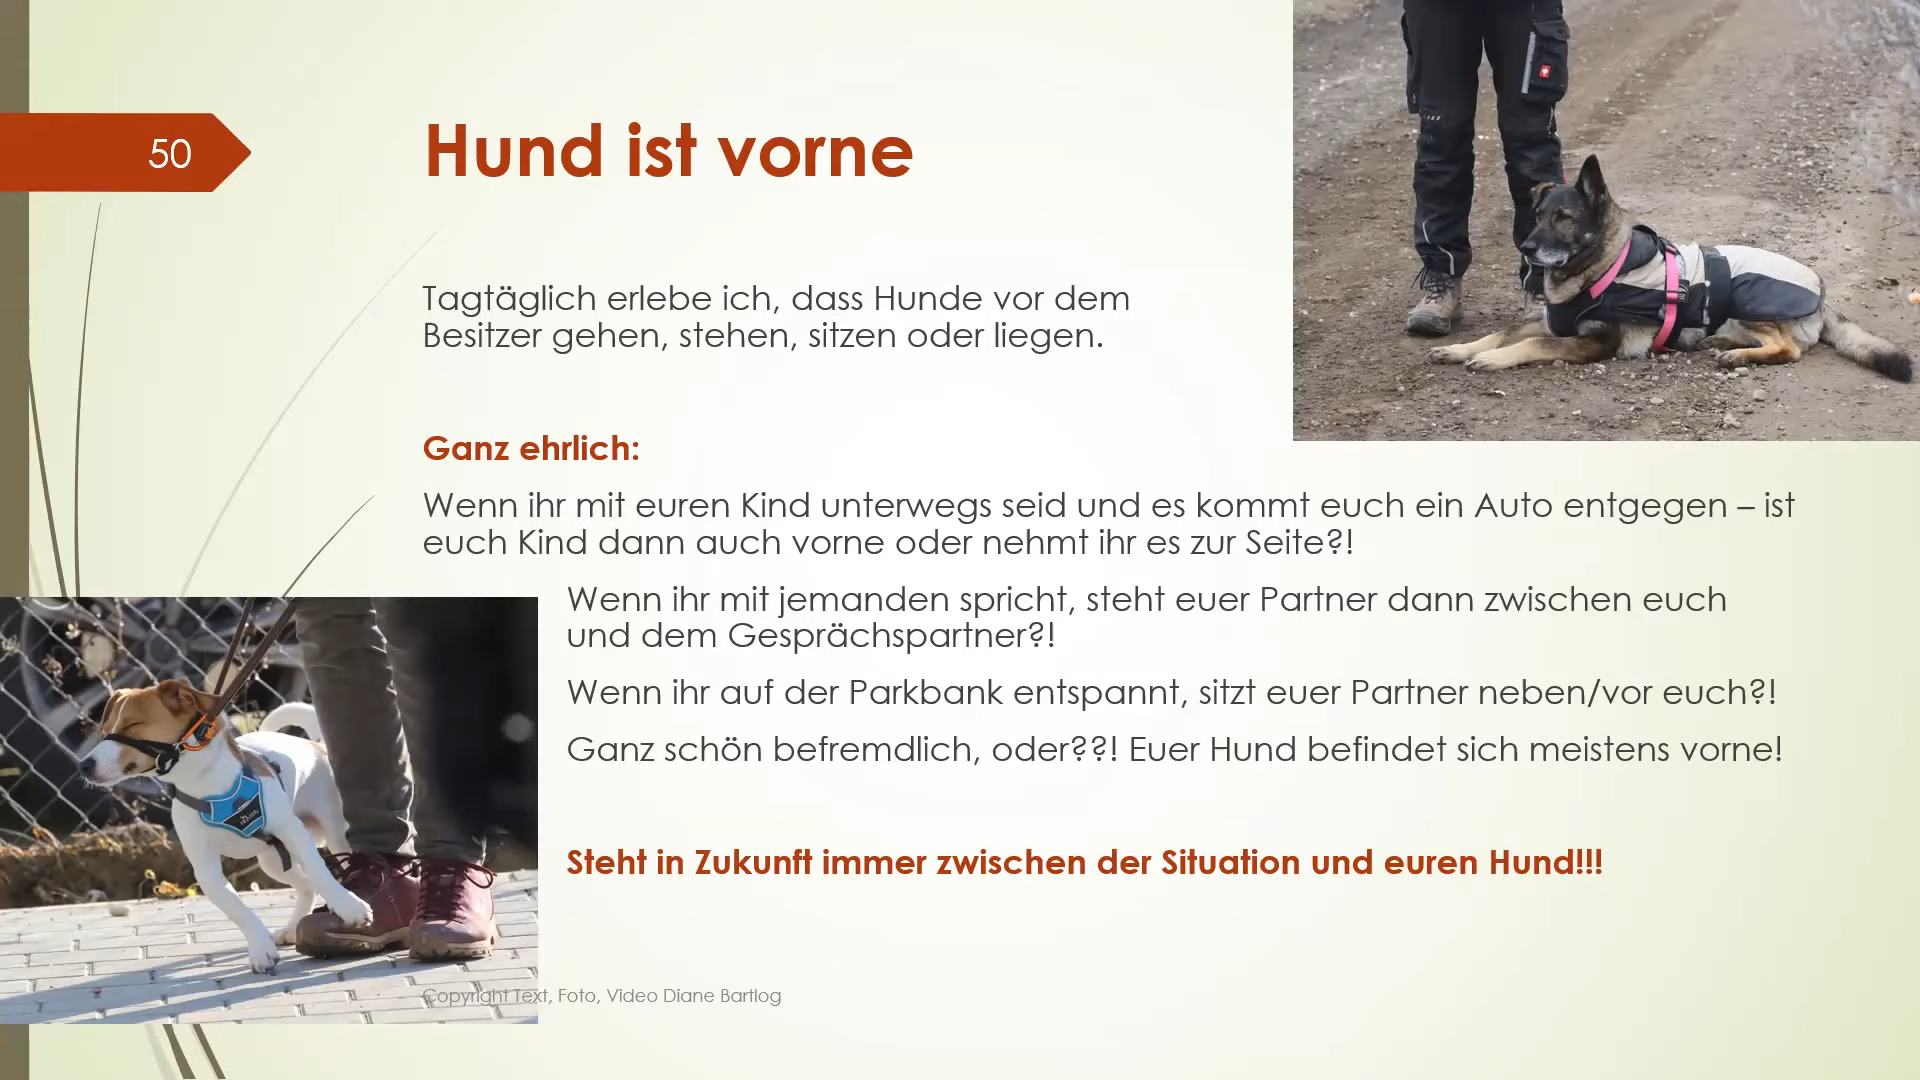 50
Hund ist vorne
Tagtäglich erlebe ich, dass Hunde vor dem
Besitzer gehen, stehen, sitzen oder liegen.
Ganz ehrlich:
Wenn ihr mit euren Kind unterwegs seid und es kommt euch ein Auto entgegen – ist
euch Kind dann auch vorne oder nehmt ihr es zur Seite?!
Wenn ihr mit jemanden spricht, steht euer Partner dann zwischen euch
und dem Gesprächspartner?!
Wenn ihr auf der Parkbank entspannt, sitzt euer Partner neben/vor euch?!
Ganz schön befremdlich, oder??! Euer Hund befindet sich meistens vorne!
Steht in Zukunft immer zwischen der Situation und euren Hund!!!
Copyright Text, Foto, Video Diane Bartlog